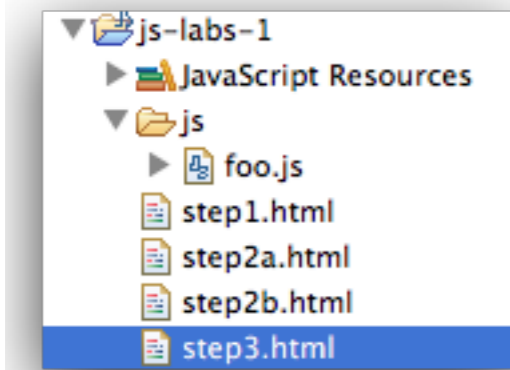 js-labs-1
JavaScript Resources
js
foo.js
step1.html
step2a.html
step2b.html
step3.html